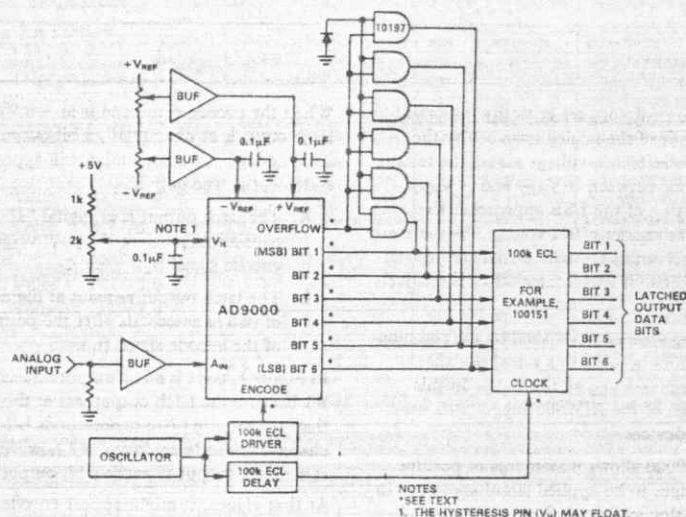 10197
+VREF
BUF
BUF
0.1μF
0.1μF
-VREF
+5V
1k
2k
NOTE 1
0.1μF
-VREF
+VREF
OVERFLOW
VH
(MSB) BIT 1
BIT 2
BIT 3
BIT 4
BIT 5
(LSB) BIT 6
AD9000
AIN
ENCODE
100k ECL
FOR
EXAMPLE,
100151
CLOCK
BIT 1
BIT 2
BIT 3
BIT 4
BIT 5
BIT 6
LATCHED
OUTPUT
DATA
BITS
ANALOG
INPUT
BUF
OSCILLATOR
100k ECL
DRIVER
100k ECL
DELAY
NOTES
*SEE TEXT
1. THE HYSTERESIS PIN (VH) MAY FLOAT.